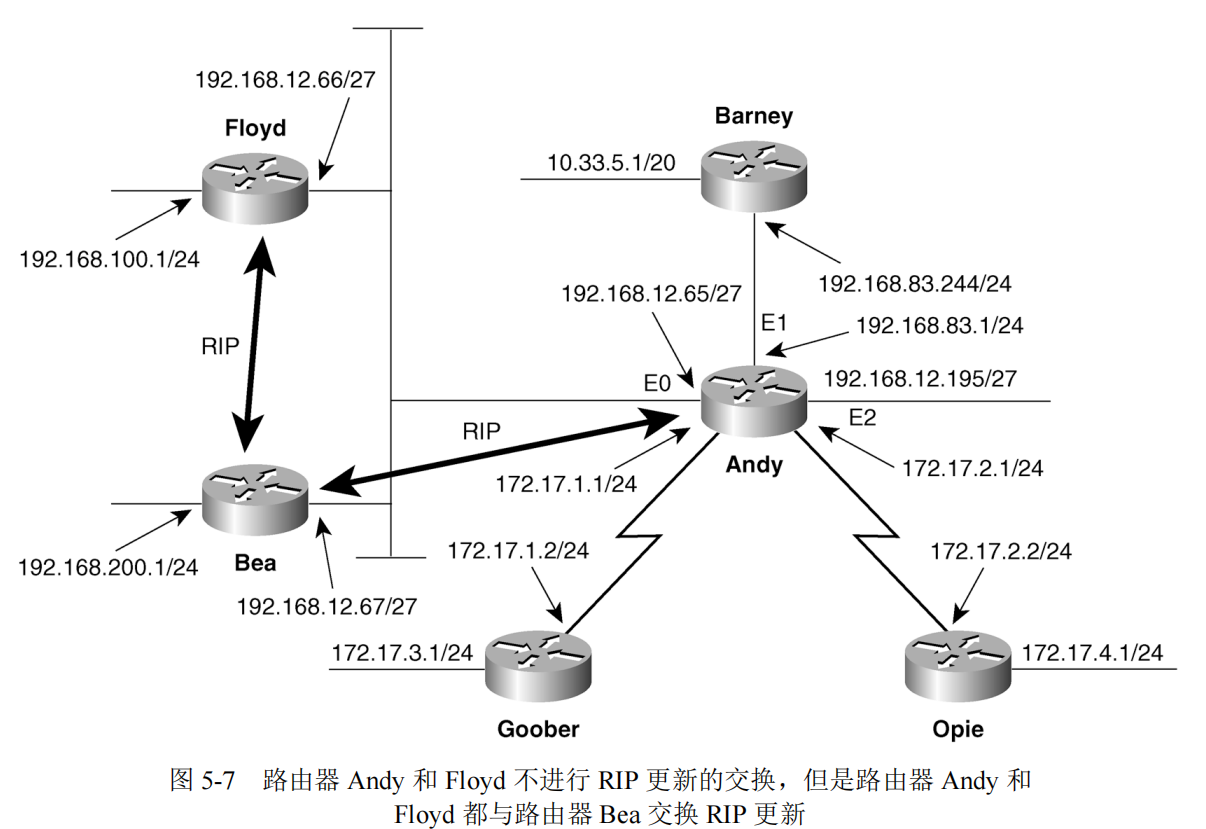 192.168.12.66/27
Floyd
Barney
10.33.5.1/20
192.168.100.1/24
192.168.83.244/24
192.168.12.65/27
E1
192.168.83.1/24
RIP
E0
192.168.12.195/27
E2
RIP
Andy
172.17.1.1/24
172.17.2.1/24
192.168.200.1/24
Bea
172.17.1.2/24
172.17.2.2/24
192.168.12.67/27
172.17.3.1/24
172.17.4.1/24
Goober
Opie
图 5-7 路由器 Andy 和 Floyd 不进行 RIP 更新的交换，但是路由器 Andy 和
Floyd 都与路由器 Bea 交换 RIP 更新